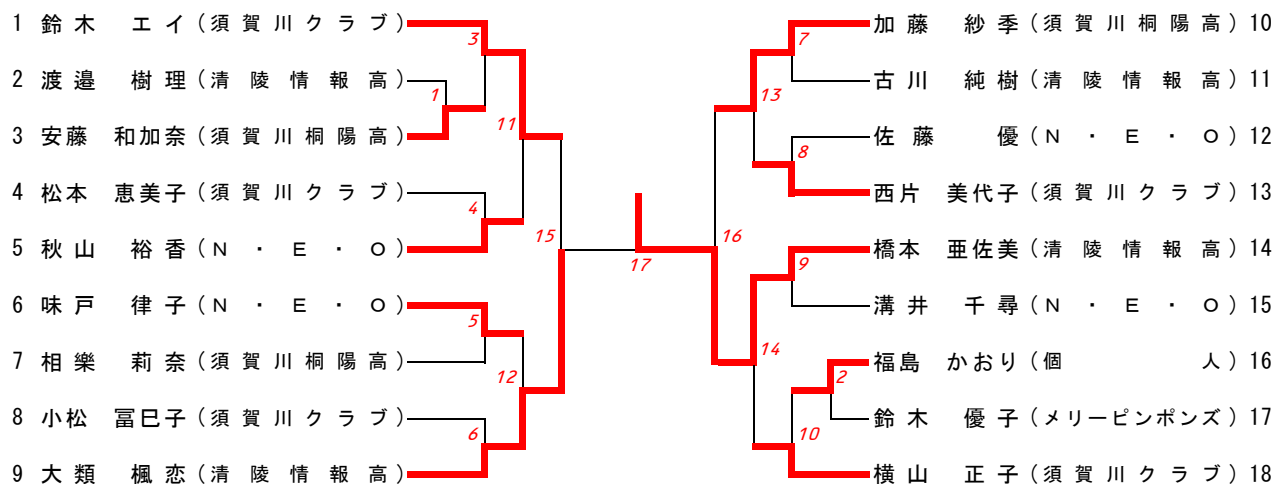 1 鈴木 エイ（須賀川クラブ）
2 渡邉 樹理（清陵情報高）
3 安藤 和加奈（須賀川桐陽高）
4 松本 恵美子（須賀川クラブ）
5 秋山 裕香（Ｎ・Ｅ・Ｏ）
6 味戸 律子（Ｎ・Ｅ・Ｏ）
7 相樂 莉奈（須賀川桐陽高）
8 小松 冨巳子（須賀川クラブ）
9 大類 楓恋（清陵情報高）
3
1
11
4
15
5
12
6
17
7
13
8
16
9
14
2
10
加藤 紗季（須賀川桐陽高）10
古川 純樹（清陵情報高）11
佐藤 優（Ｎ・Ｅ・Ｏ）12
西片 美代子（須賀川クラブ）13
橋本 亜佐美（清陵情報高）14
溝井 千尋（Ｎ・Ｅ・Ｏ）15
福島 かおり（個人）16
鈴木 優子（メリーピンポンズ）17
横山 正子（須賀川クラブ）18